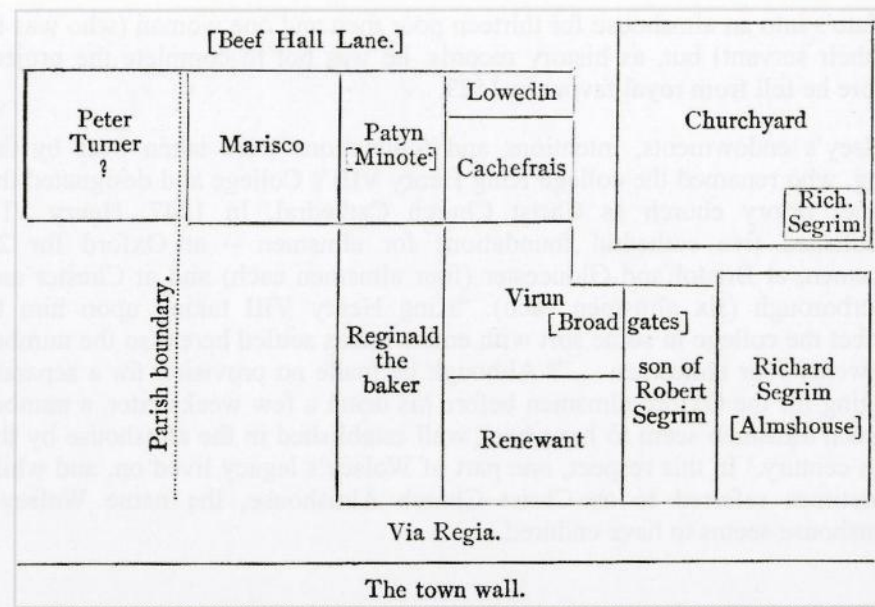 [Beef Hall Lane.]
Peter
Turner
?
Marisco
Patyn
[Minote]
Lowedin
Cachefrais
Churchyard
Rich.
Segrim
Parish boundary.
Reginald
the
baker
Virun
[Broad gates]
son of
Robert
Segrim
Richard
Segrim
[Almshouse]
Renewant
Via Regia.
The town wall.